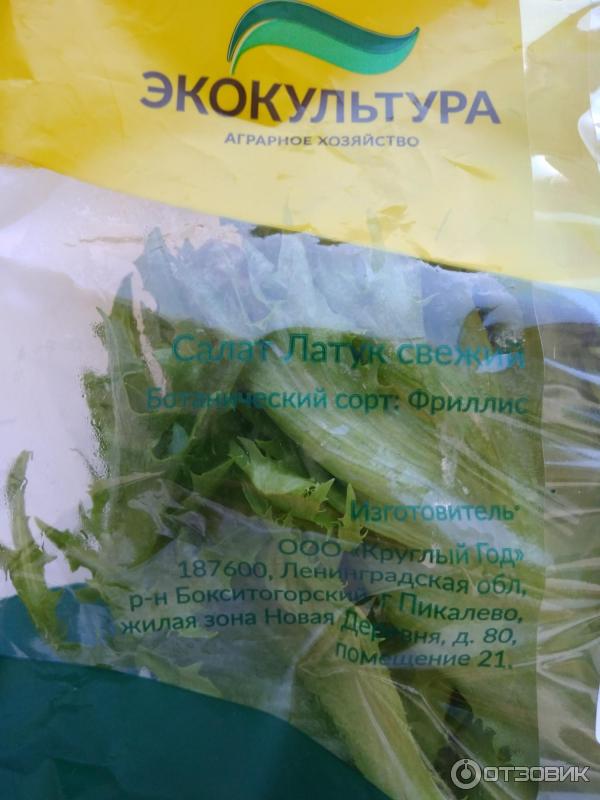 ЭКОКУЛЬТУРА
АГРАРНОЕ ХОЗЯЙСТВО
Салат Латук свежий
Ботанический сорт: Фриллис
Изготовитель:
ООО «Круглый Год»
187600, Ленинградская обл,
р-н Бокситогорский, г Пикалево,
жилая зона Новая Деревня, д. 80,
помещение 21.
ОТЗОВИК